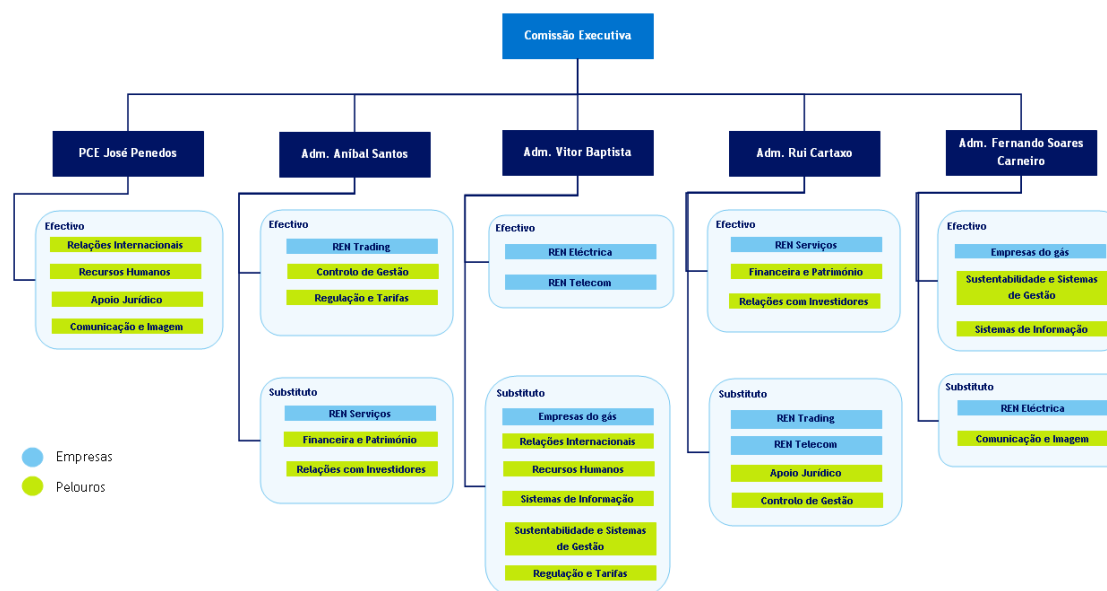 Comissão Executiva
PCE José Penedos
Adm. Aníbal Santos
Adm. Vitor Baptista
Adm. Rui Cartaxo
Adm. Fernando Soares
Carneiro
Efectivo
Relações Internacionais
Recursos Humanos
Apoio Jurídico
Comunicação e Imagem
Efectivo
REN Trading
Controlo de Gestão
Regulação e Tarifas
Substituto
REN Serviços
Financeira e Património
Relações com Investidores
Efectivo
REN Eléctrica
REN Telecom
Substituto
Empresas do gás
Relações Internacionais
Recursos Humanos
Sistemas de Informação
Sustentabilidade e Sistemas
de Gestão
Regulação e Tarifas
Efectivo
REN Serviços
Financeira e Património
Relações com Investidores
Substituto
REN Trading
REN Telecom
Apoio Jurídico
Controlo de Gestão
Efectivo
Empresas do gás
Sustentabilidade e Sistemas
de Gestão
Sistemas de Informação
Substituto
REN Eléctrica
Comunicação e Imagem
Empresas
Pelouros